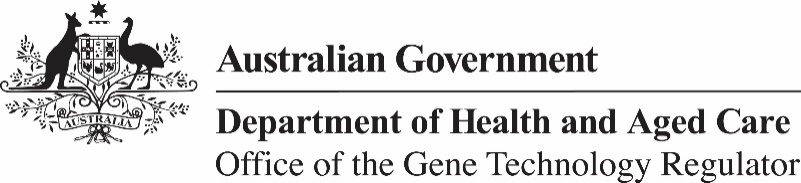 AUSTRALIA
Australian Government
Department of Health and Aged Care
Office of the Gene Technology Regulator